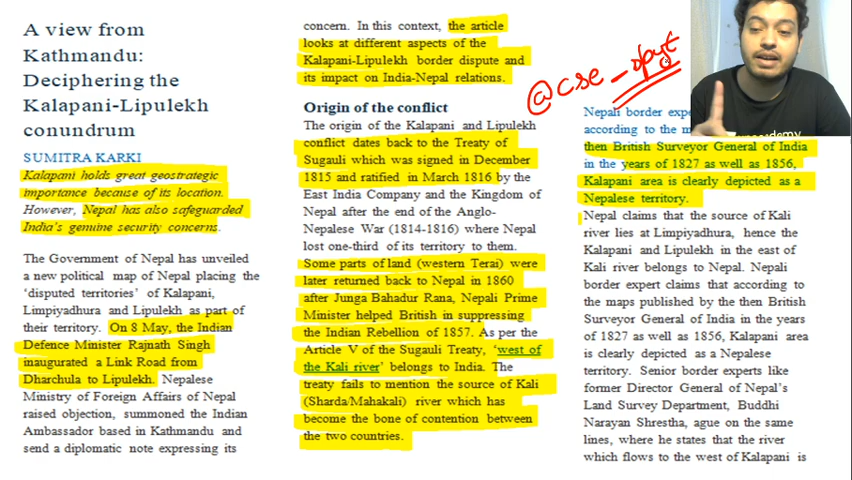 A view from
Kathmandu:
Deciphering the
Kalapani-Lipulekh
conundrum
SUMITRA KARKI
Kalapani holds great geostrategic
importance because of its location.
However, Nepal has also safeguarded
India's genuine security concerns.
The Government of Nepal has unveiled
a new political map of Nepal placing the
'disputed territories' of Kalapani,
Limpiyadhura and Lipulekh as part of
their territory. On 8 May, the Indian
Defence Minister Rajnath Singh
inaugurated a Link Road from
Dharchula to Lipulekh. Nepalese
Ministry of Foreign Affairs of Nepal
raised objection, summoned the Indian
Ambassador based in Kathmandu and
send a diplomatic note expressing its
concern. In this context, the article
looks at different aspects of the
Kalapani-Lipulekh border dispute and
its impact on India-Nepal relations.
Origin of the conflict
The origin of the Kalapani and Lipulekh
conflict dates back to the Treaty of
Sugauli which was signed in December
1815 and ratified in March 1816 by the
East India Company and the Kingdom of
Nepal after the end of the Anglo-
Nepalese War (1814-1816) where Nepal
lost one-third of its territory to them.
Some parts of land (western Terai) were
later returned back to Nepal in 1860
after Junga Bahadur Rana, Nepali Prime
Minister helped British in suppressing
the Indian Rebellion of 1857. As per the
Article V of the Sugauli Treaty, 'west of
the Kali river' belongs to India. The
treaty fails to mention the source of Kali
(Sharda/Mahakali) river which has
become the bone of contention between
the two countries.
@cse_
Nepali border
according to the
then British Surveyor General of India
in the years of 1827 as well as 1856,
Kalapani area is clearly depicted as a
Nepalese territory.
Nepal claims that the source of Kali
river lies at Limpiyadhura, hence the
Kalapani and Lipulekh in the east of
Kali river belongs to Nepal. Nepali
border expert claims that according to
the maps published by the then British
Surveyor General of India in the years
of 1827 as well as 1856, Kalapani area
is clearly depicted as a Nepalese
territory. Senior border experts like
former Director General of Nepal's
Land Survey Department, Buddhi
Narayan Shrestha, ague on the same
lines, where he states that the river
which flows to the west of Kalapani is